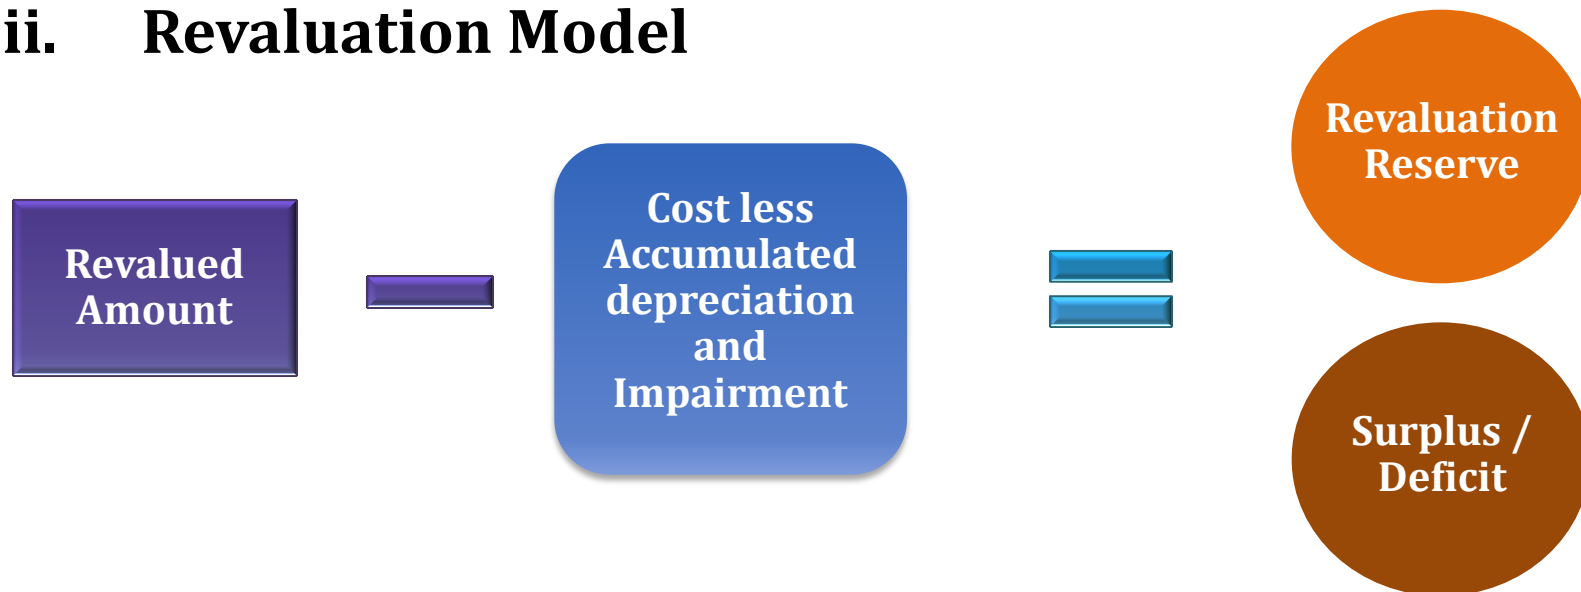 ii. Revaluation Model
Revalued
Amount
Cost less
Accumulated
depreciation
and
Impairment
Revaluation
Reserve
Surplus /
Deficit